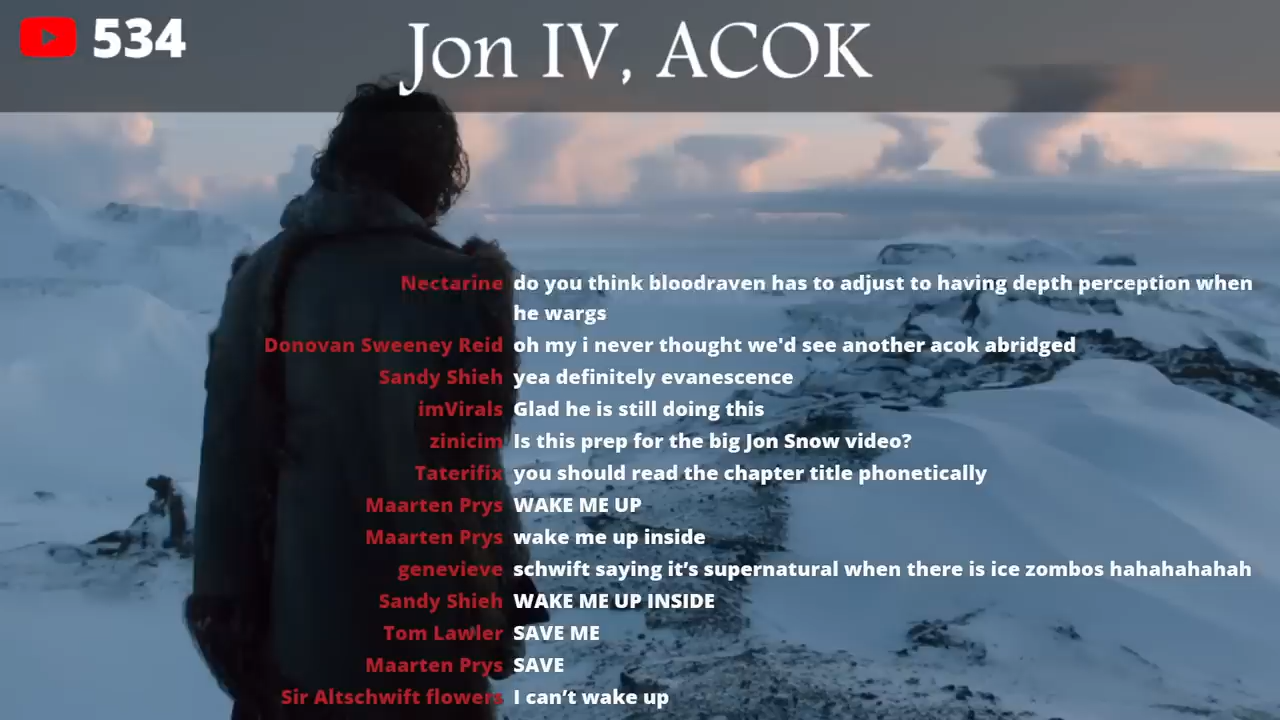 534
Jon IV, ACOK
Nectarine do you think bloodraven has to adjust to having depth perception when
he wargs
Donovan Sweeney Reid oh my i never thought we'd see another acok abridged
Sandy Shieh yea definitely evanescence
imVirals Glad he is still doing this
zinicim Is this prep for the big Jon Snow video?
Taterifix you should read the chapter title phonetically
Maarten Prys WAKE ME UP
Maarten Prys wake me up inside
genevieve schwift saying it’s supernatural when there is ice zombos hahahahahah
Sandy Shieh WAKE ME UP INSIDE
Tom Lawler SAVE ME
Maarten Prys SAVE
Sir Altschwift flowers I can’t wake up